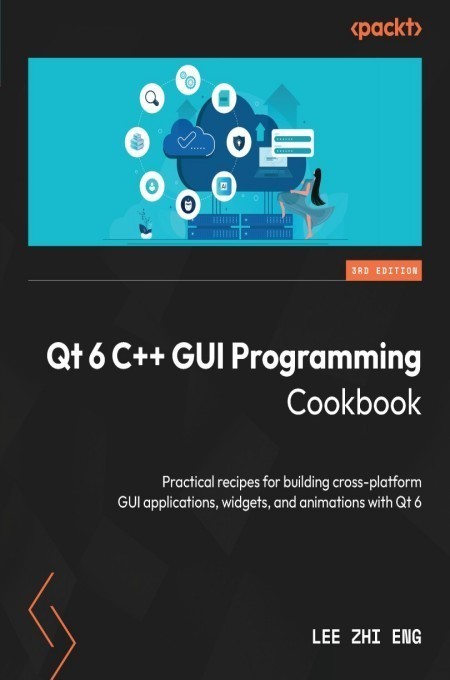 <packt>
3RD EDITION
Qt 6 C++ GUI Programming
Cookbook
Practical recipes for building cross-platform
GUI applications, widgets, and animations with Qt 6
LEE ZHI ENG